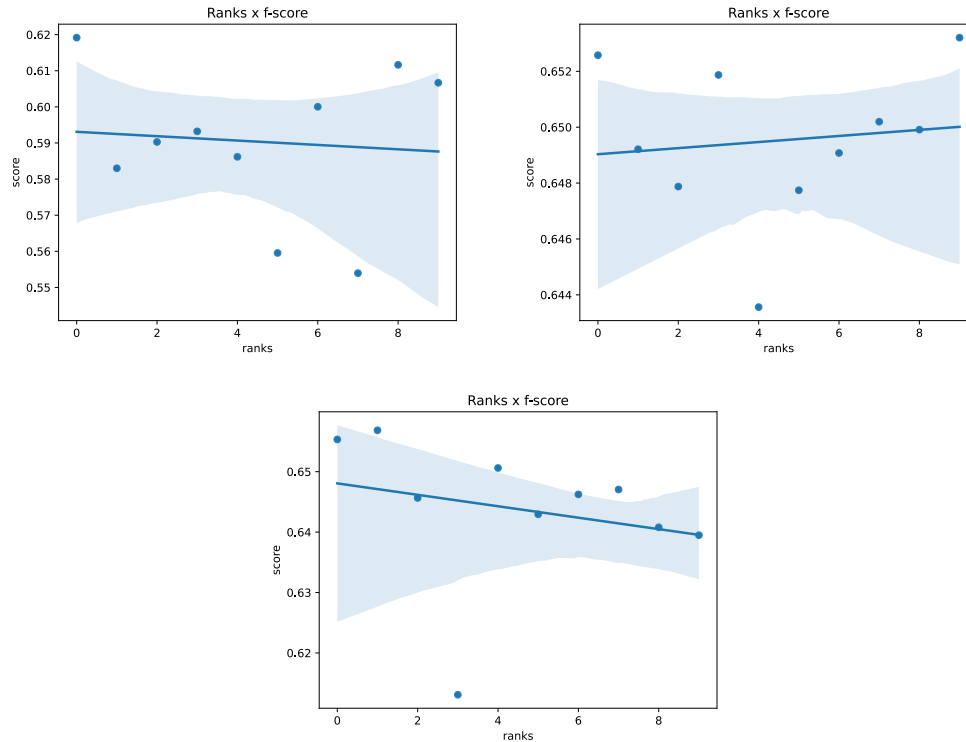 Ranks x f-score
0.62
0.61
0.60
0.59
0.58
0.57
0.56
0.55
score
0 2 4 6 8
ranks
Ranks x f-score
0.652
0.650
0.648
0.646
0.644
score
0 2 4 6 8
ranks
Ranks x f-score
0.65
0.64
0.63
0.62
score
0 2 4 6 8
ranks